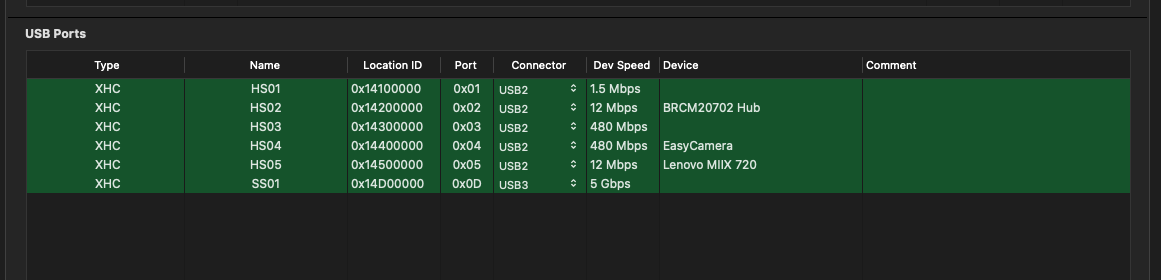 USB Ports
Type Name Location ID Port Connector Dev Speed Device Comment
XHC HS01 0x14100000 0x01 USB2 1.5 Mbps
XHC HS02 0x14200000 0x02 USB2 12 Mbps BRCM20702 Hub
XHC HS03 0x14300000 0x03 USB2 480 Mbps
XHC HS04 0x14400000 0x04 USB2 480 Mbps EasyCamera
XHC HS05 0x14500000 0x05 USB2 12 Mbps Lenovo MIIX 720
XHC SS01 0x14D00000 0x0D USB3 5 Gbps